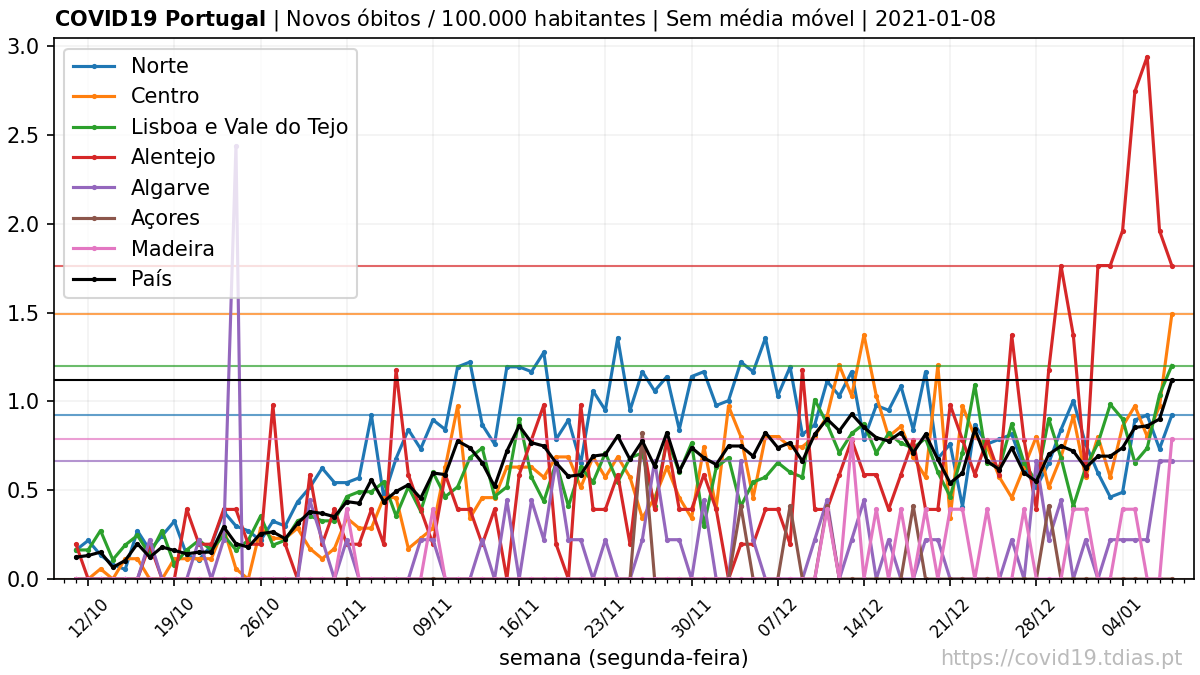 COVID19 Portugal | Novos óbitos / 100.000 habitantes | Sem média móvel | 2021-01-08
3.0
2.5
2.0
1.5
1.0
0.5
0.0
Norte
Centro
Lisboa e Vale do Tejo
Alentejo
Algarve
Açores
Madeira
País
12/10
19/10
26/10
02/11
09/11
16/11
23/11
30/11
07/12
14/12
21/12
28/12
04/01
semana (segunda-feira)
https://covid19.tdias.pt